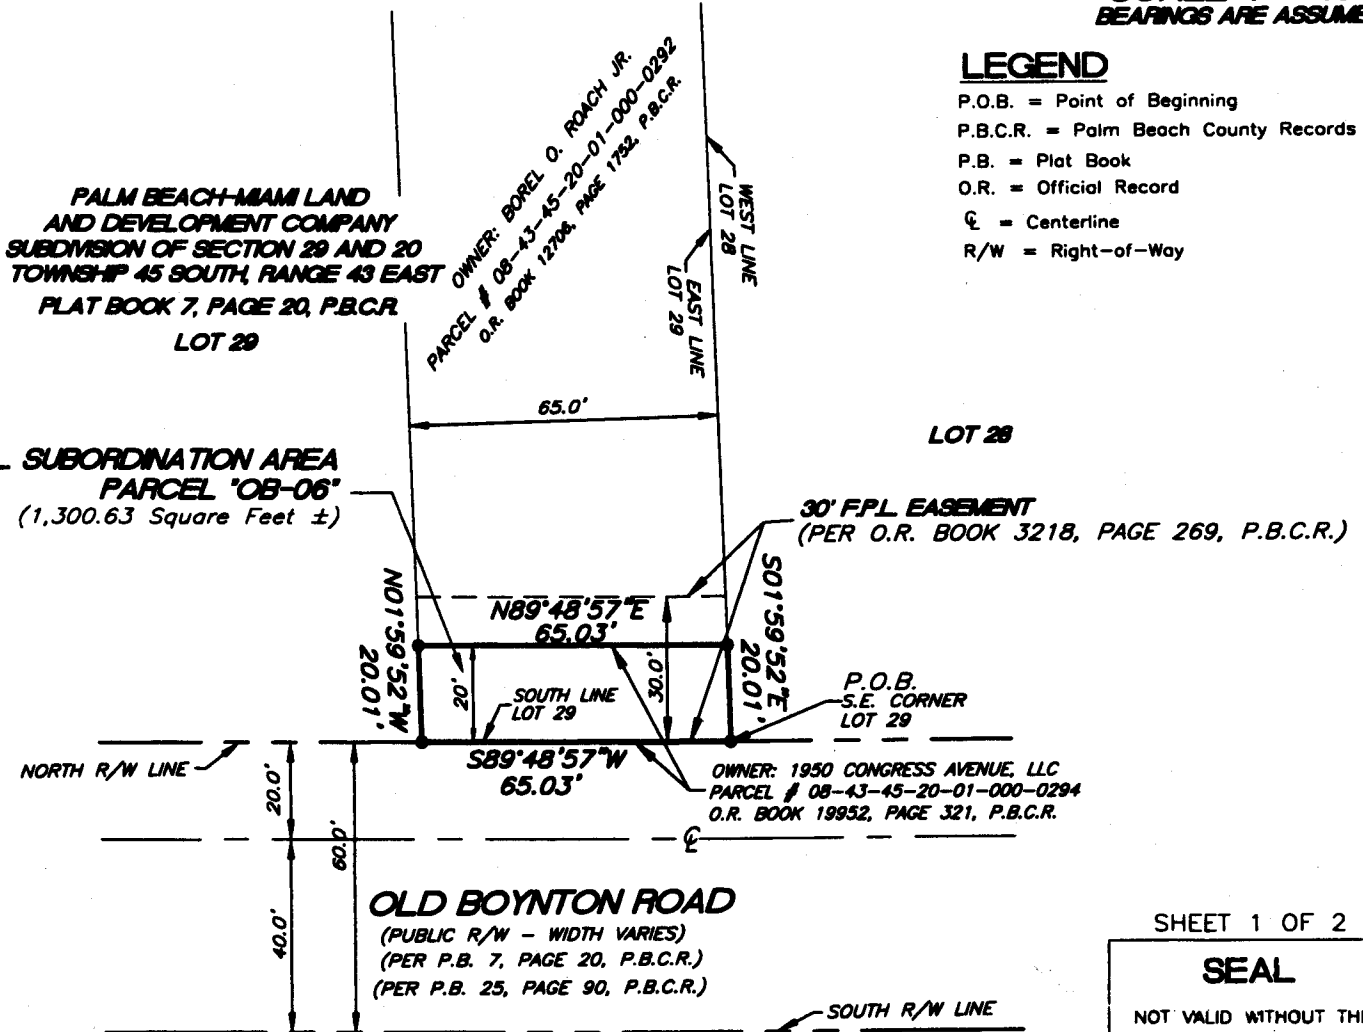 BEARINGS ARE ASSUME
LEGEND
P.O.B. = Point of Beginning
P.B.C.R. = Palm Beach County Records
P.B. = Plat Book
O.R. = Official Record
℄ = Centerline
R/W = Right-of-Way
OWNER: BOREL O. ROACH JR.
PARCEL # 08-43-45-20-01-000-0292
O.R. BOOK 12706, PAGE 1752, P.B.C.R.
PALM BEACH-MIAMI LAND
AND DEVELOPMENT COMPANY
SUBDIVISION OF SECTION 29 AND 20
TOWNSHIP 45 SOUTH, RANGE 43 EAST
PLAT BOOK 7, PAGE 20, P.B.C.R.
LOT 29
WEST LINE
LOT 28
EAST LINE
LOT 29
65.0'
LOT 28
SUBORDINATION AREA
PARCEL "OB-06"
(1,300.63 Square Feet ±)
30' F.P.L. EASEMENT
(PER O.R. BOOK 3218, PAGE 269, P.B.C.R.)
N01°59'52"W
20.01'
N89°48'57"E
65.03'
S01°59'52"E
20.01'
20'
30.0'
SOUTH LINE
LOT 29
P.O.B.
S.E. CORNER
LOT 29
S89°48'57"W
65.03'
NORTH R/W LINE
20.0'
60.0'
40.0'
OWNER: 1950 CONGRESS AVENUE, LLC
PARCEL # 08-43-45-20-01-000-0294
O.R. BOOK 19952, PAGE 321, P.B.C.R.
℄
OLD BOYNTON ROAD
(PUBLIC R/W - WIDTH VARIES)
(PER P.B. 7, PAGE 20, P.B.C.R.)
(PER P.B. 25, PAGE 90, P.B.C.R.)
SOUTH R/W LINE
SHEET 1 OF 2
SEAL
NOT VALID WITHOUT THE